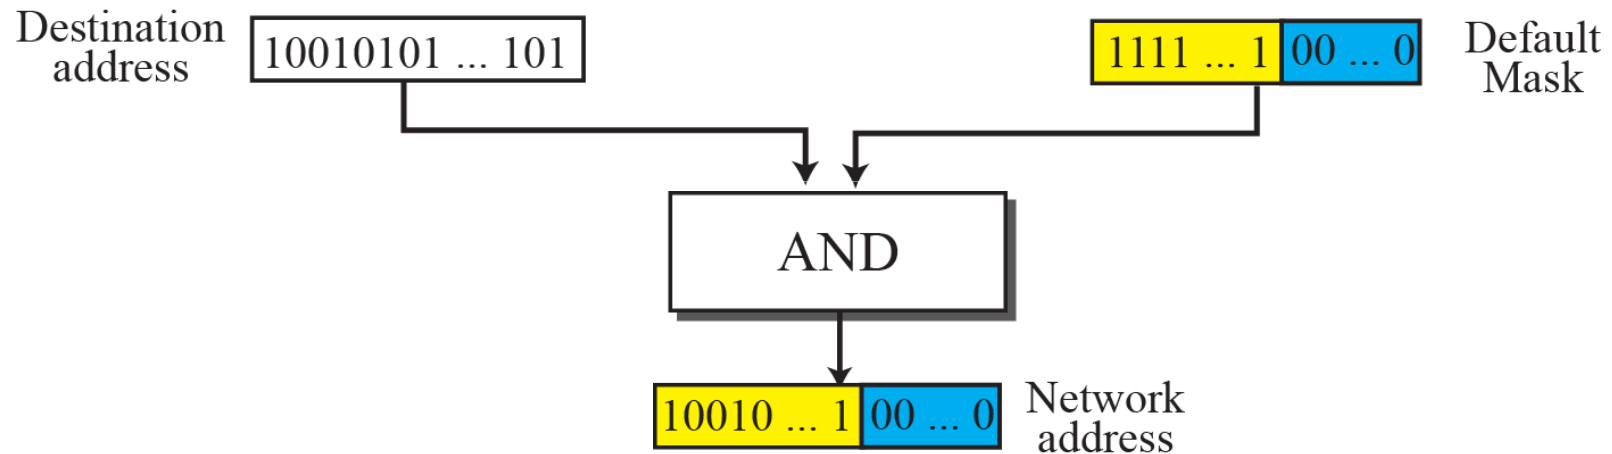 Destination
address
10010101 ... 101
1111 ... 1 00 ... 0
Default
Mask
AND
10010 ... 1 00 ... 0
Network
address